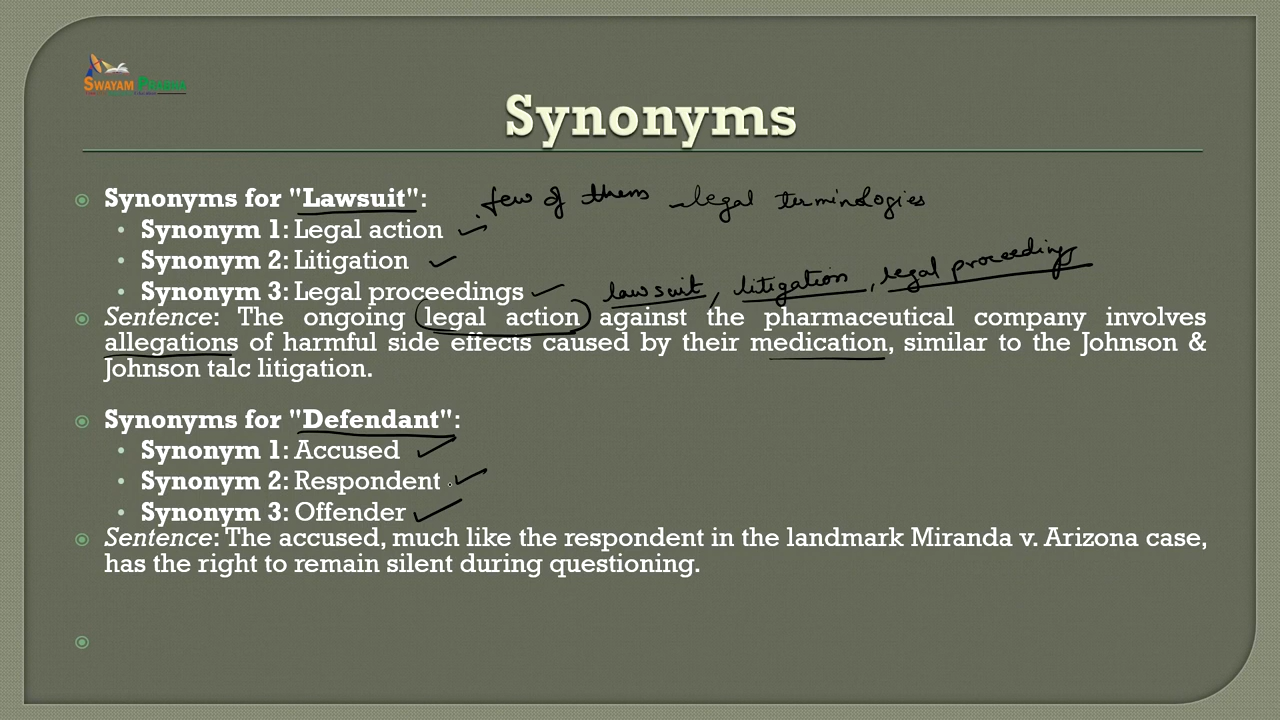 SWAYAM PRABHA
Synonyms
Synonyms for "Lawsuit": few of them legal terminologies
Synonym 1: Legal action
Synonym 2: Litigation
Synonym 3: Legal proceedings lawsuit, litigation, legal proceedings
Sentence: The ongoing legal action against the pharmaceutical company involves
allegations of harmful side effects caused by their medication, similar to the Johnson &
Johnson talc litigation.
Synonyms for "Defendant":
Synonym 1: Accused
Synonym 2: Respondent
Synonym 3: Offender
Sentence: The accused, much like the respondent in the landmark Miranda v. Arizona case,
has the right to remain silent during questioning.